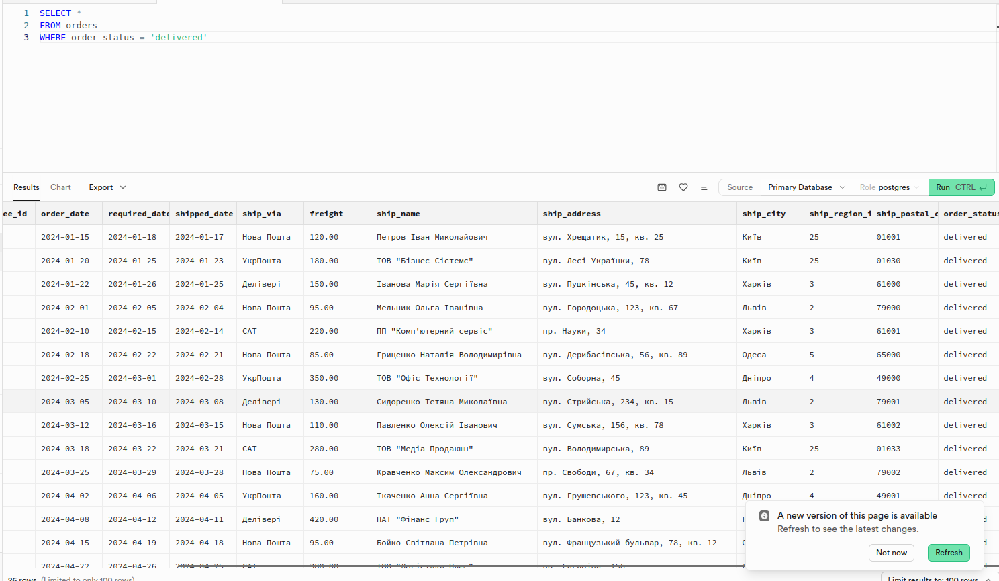 1 SELECT *
2 FROM orders
3 WHERE order_status = 'delivered'
Results Chart Export Source Primary Database Role postgres Run CTRL
ee_id order_date required_date shipped_date ship_via freight ship_name ship_address ship_city ship_region_i ship_postal_c order_status
2024-01-15 2024-01-18 2024-01-17 Нова Пошта 120.00 Петров Іван Миколайович вул. Хрещатик, 15, кв. 25 Київ 25 01001 delivered
2024-01-20 2024-01-25 2024-01-23 УкрПошта 180.00 ТОВ "Бізнес Сістемс" вул. Лесі Українки, 78 Київ 25 01030 delivered
2024-01-22 2024-01-26 2024-01-25 Делівері 150.00 Іванова Марія Сергіївна вул. Пушкінська, 45, кв. 12 Харків 3 61000 delivered
2024-02-01 2024-02-05 2024-02-04 Нова Пошта 95.00 Мельник Ольга Іванівна вул. Городоцька, 123, кв. 67 Львів 2 79000 delivered
2024-02-10 2024-02-15 2024-02-14 САТ 220.00 ПП "Комп'ютерний сервіс" пр. Науки, 34 Харків 3 61001 delivered
2024-02-18 2024-02-22 2024-02-21 Нова Пошта 85.00 Гриценко Наталія Володимирівна вул. Дерибасівська, 56, кв. 89 Одеса 5 65000 delivered
2024-02-25 2024-03-01 2024-02-28 УкрПошта 350.00 ТОВ "Офіс Технології" вул. Соборна, 45 Дніпро 4 49000 delivered
2024-03-05 2024-03-10 2024-03-08 Делівері 130.00 Сидоренко Тетяна Миколаївна вул. Стрийська, 234, кв. 15 Львів 2 79001 delivered
2024-03-12 2024-03-16 2024-03-15 Нова Пошта 110.00 Павленко Олексій Іванович вул. Сумська, 156, кв. 78 Харків 3 61002 delivered
2024-03-18 2024-03-22 2024-03-21 САТ 280.00 ТОВ "Медіа Продакшн" вул. Володимирська, 89 Київ 25 01033 delivered
2024-03-25 2024-03-29 2024-03-28 Нова Пошта 75.00 Кравченко Максим Олександрович пр. Свободи, 67, кв. 34 Львів 2 79002 delivered
2024-04-02 2024-04-06 2024-04-05 УкрПошта 160.00 Ткаченко Анна Сергіївна вул. Грушевського, 123, кв. 45 Дніпро 4 49001 delivered
2024-04-08 2024-04-12 2024-04-11 Делівері 420.00 ПАТ "Фінанс Груп" вул. Банкова, 12
2024-04-15 2024-04-19 2024-04-18 Нова Пошта 95.00 Бойко Світлана Петрівна вул. Французький бульвар, 78, кв. 12
2024-04-22 2024-04-26 2024-04-25 САТ
A new version of this page is available
Refresh to see the latest changes.
Not now Refresh
26 rows (Limited to only 100 rows) Limit results to: 100 rows